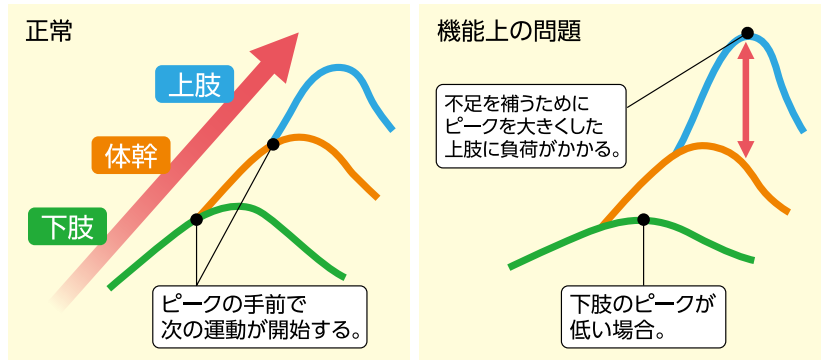 正常
上肢
体幹
下肢
ピークの手前で
次の運動が開始する。
機能上の問題
不足を補うために
ピークを大きくした
上肢に負荷がかかる。
下肢のピークが
低い場合。